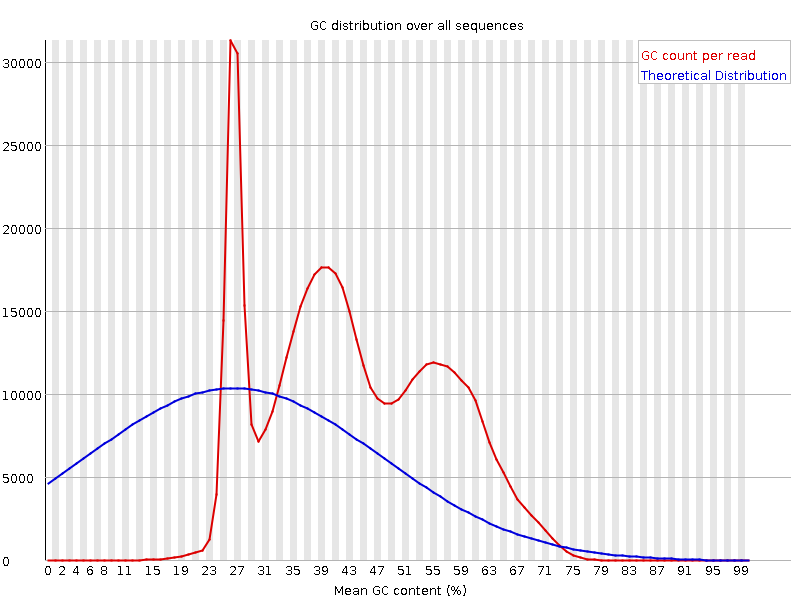 GC distribution over all sequences
GC count per read
Theoretical Distribution
30000
25000
20000
15000
10000
5000
0
0 2 4 6 8 11 15 19 23 27 31 35 39 43 47 51 55 59 63 67 71 75 79 83 87 91 95 99
Mean GC content (%)